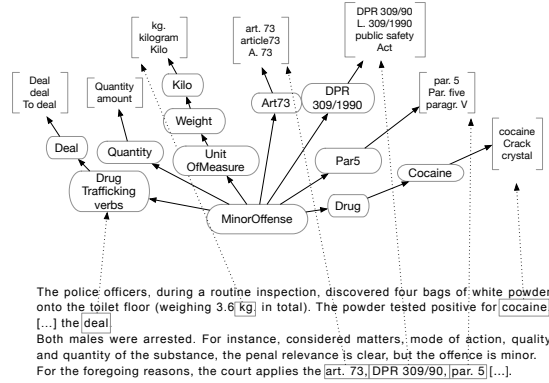 kg.
kilogram
Kilo
art. 73
article73
A. 73
DPR 309/90
L. 309/1990
public safety
Act
Deal
deal
To deal
Quantity
amount
Kilo
Art73
DPR
309/1990
par. 5
Par. five
paragr. V
Weight
cocaine
Crack
crystal
Deal
Quantity
Unit
OfMeasure
Par5
Cocaine
Drug
Trafficking
verbs
MinorOffense
Drug
The police officers, during a routine inspection, discovered four bags of white powder
onto the toilet floor (weighing 3.6 kg. in total). The powder tested positive for cocaine
[...] the deal.
Both males were arrested. For instance, considered matters, mode of action, quality
and quantity of the substance, the penal relevance is clear, but the offence is minor.
For the foregoing reasons, the court applies the art. 73, DPR 309/90, par. 5 [...].